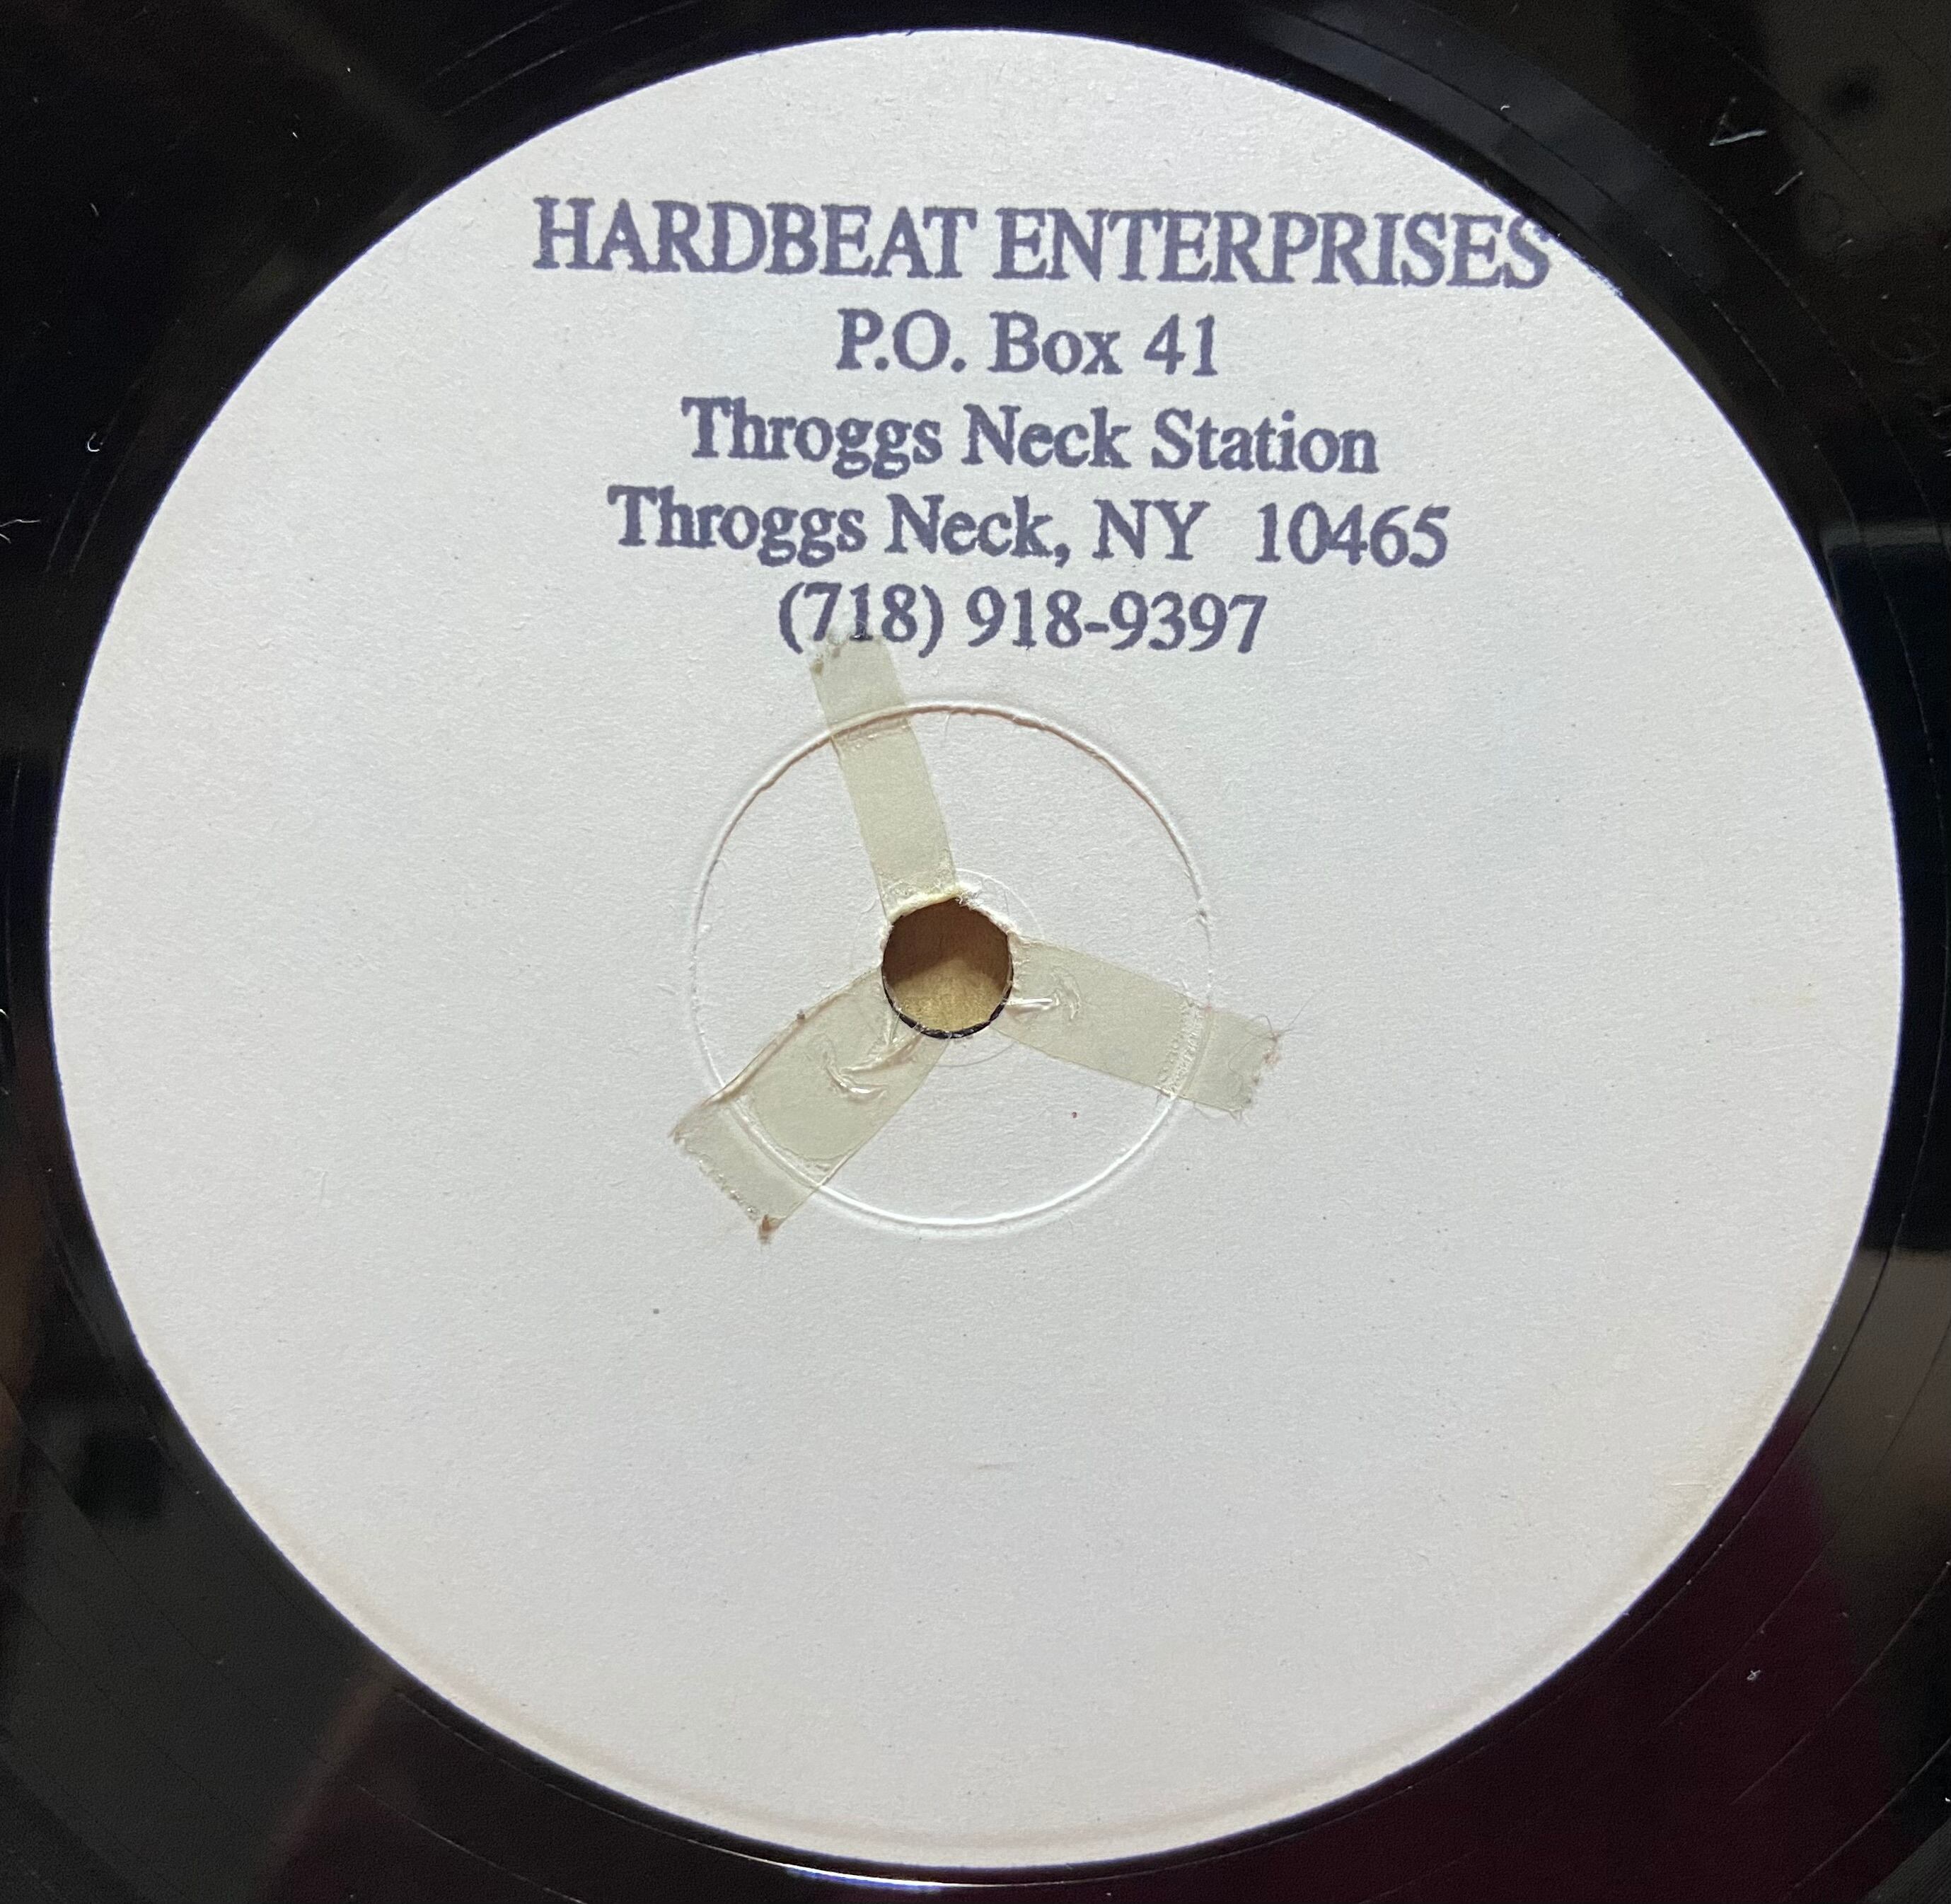 HARDBEAT ENTERPRISES
P.O. Box 41
Throggs Neck Station
Throggs Neck, NY 10465
(718) 918-9397